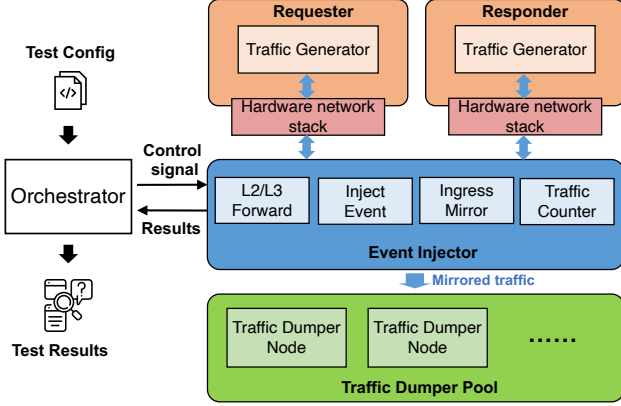 Requester
Responder
Traffic Generator
Traffic Generator
Test Config
</>
Hardware network
stack
Hardware network
stack
Control
signal
Orchestrator
L2/L3
Forward
Inject
Event
Ingress
Mirror
Traffic
Counter
Results
Event Injector
Mirrored traffic
?
Test Results
Traffic Dumper
Node
Traffic Dumper
Node
......
Traffic Dumper Pool